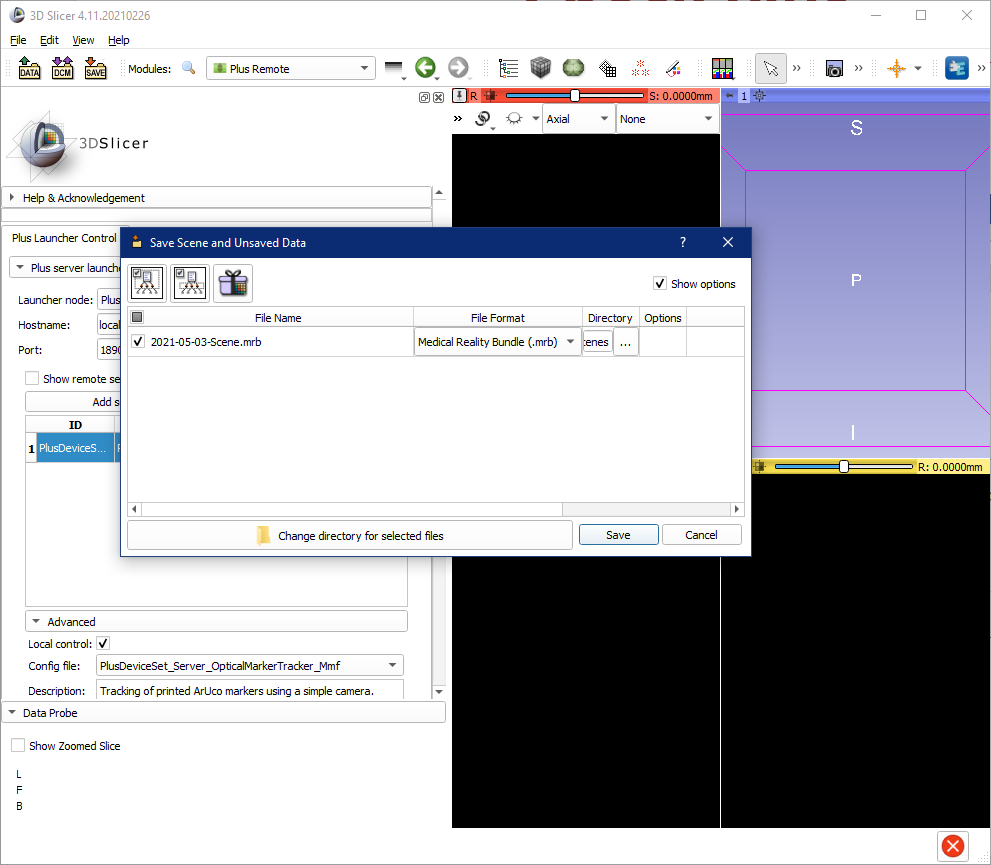 3D Slicer 4.11.20210226
File Edit View Help
DATA DCM SAVE Modules: Plus Remote
R S: 0.0000mm 1
Axial None
3DSlicer
S
Help & Acknowledgement
Plus Launcher Control
Save Scene and Unsaved Data ?
Plus server launche
Show options
P
Launcher node: Plus
Hostname: local
File Name File Format Directory Options
Port: 1890
2021-05-03-Scene.mrb Medical Reality Bundle (.mrb) enes ...
Show remote se
Add s
ID
I
1 PlusDeviceS...
R: 0.0000mm
Change directory for selected files Save Cancel
Advanced
Local control:
Config file: PlusDeviceSet_Server_OpticalMarkerTracker_Mmf
Description: Tracking of printed ArUco markers using a simple camera.
Data Probe
Show Zoomed Slice
L
F
B